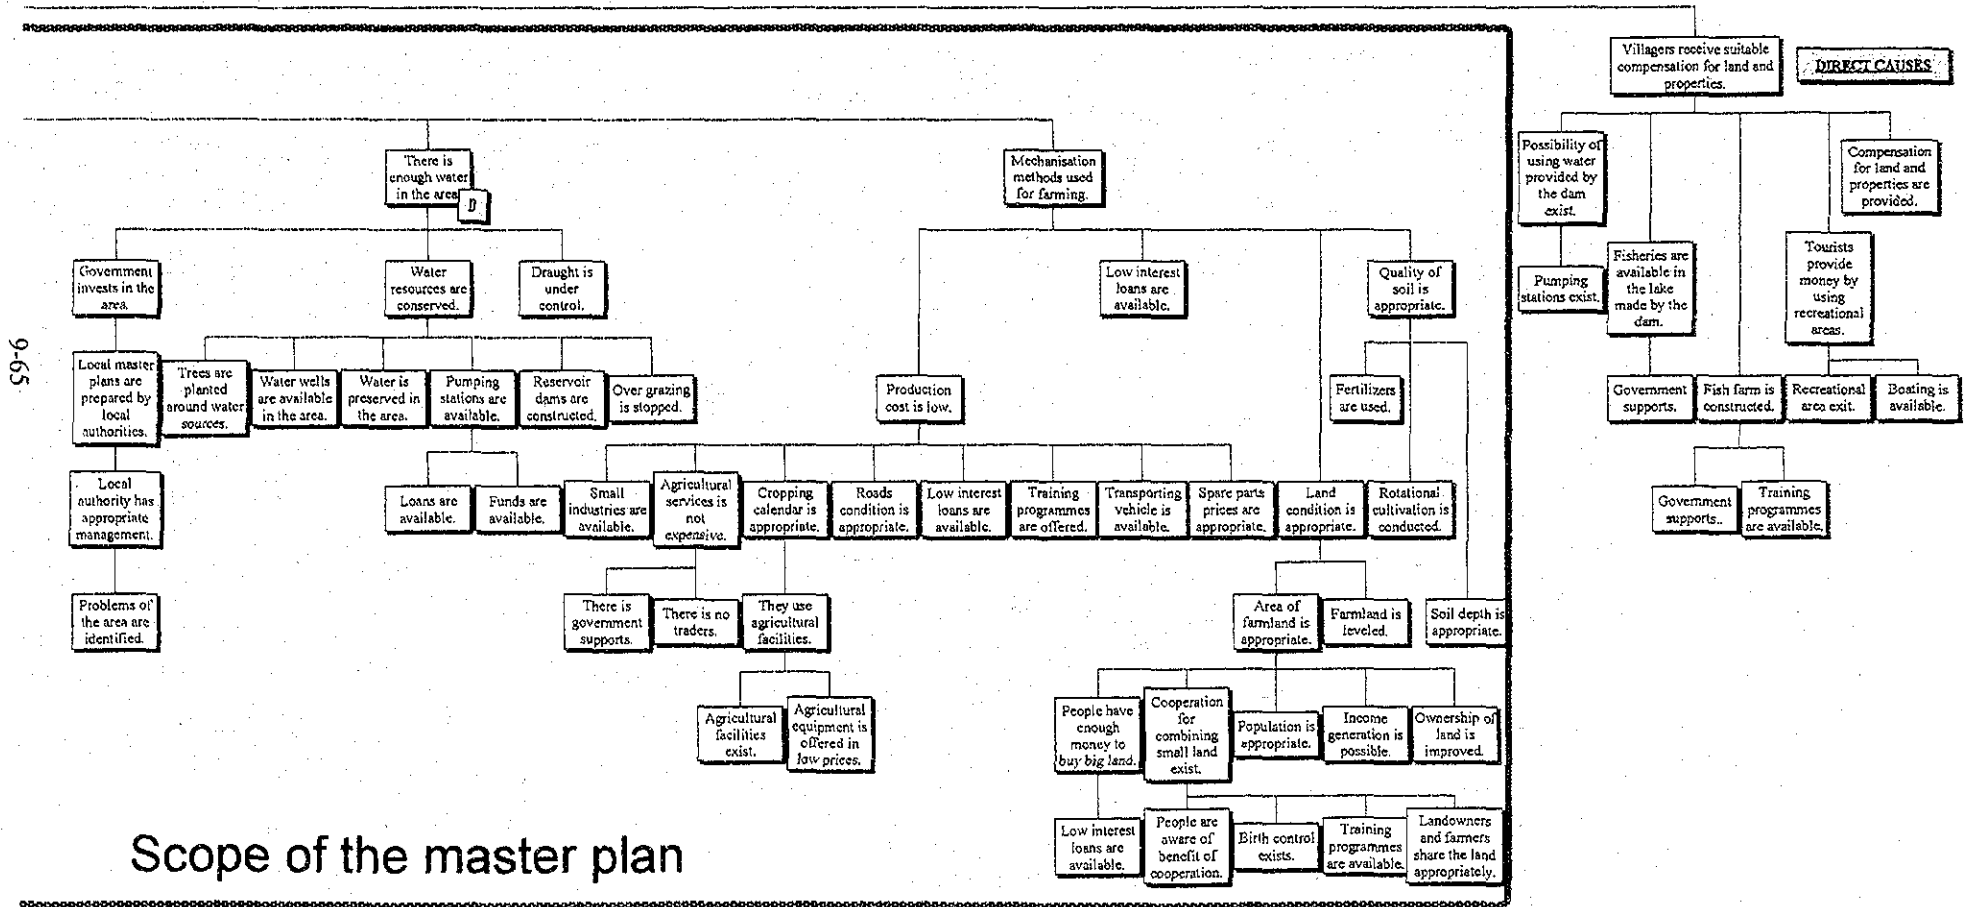 Villagers receive suitable
compensation for land and
properties.
DIRECT CAUSES
There is
enough water
in the area.
D
Mechanisation
methods used
for farming.
Possibility of
using water
provided by
the dam
exist.
Compensation
for land and
properties are
provided.
Government
invests in the
area.
Water
resources are
conserved.
Draught is
under
control.
Low interest
loans are
available.
Quality of
soil is
appropriate.
Pumping
stations exist.
Fisheries are
available in
the lake
made by the
dam.
Tourists
provide
money by
using
recreational
areas.
9-65
Local master
plans are
prepared by
local
authorities.
Trees are
planted
around water
sources.
Water wells
are available
in the area.
Water is
preserved in
the area.
Pumping
stations are
available.
Reservoir
dams are
constructed.
Over grazing
is stopped.
Production
cost is low.
Fertilizers
are used.
Government
supports.
Fish farm is
constructed.
Recreational
area exit.
Boating is
available.
Local
authority has
appropriate
management.
Loans are
available.
Funds are
available.
Small
industries are
available.
Agricultural
services is
not
expensive.
Cropping
calendar is
appropriate.
Roads
condition is
appropriate.
Low interest
loans are
available.
Training
programmes
are offered.
Transporting
vehicle is
available.
Spare parts
prices are
appropriate.
Land
condition is
appropriate.
Rotational
cultivation is
conducted.
Government
supports..
Training
programmes
are available.
Problems of
the area are
identified.
There is
government
supports.
There is no
traders.
They use
agricultural
facilities.
Area of
farmland is
appropriate.
Farmland is
leveled.
Soil depth is
appropriate.
Agricultural
facilities
exist.
Agricultural
equipment is
offered in
low prices.
People have
enough
money to
buy big land.
Cooperation
for
combining
small land
exist.
Population is
appropriate.
Income
generation is
possible.
Ownership of
land is
improved.
Low interest
loans are
available.
People are
aware of
benefit of
cooperation.
Birth control
exists.
Training
programmes
are available.
Landowners
and farmers
share the land
appropriately.
Scope of the master plan